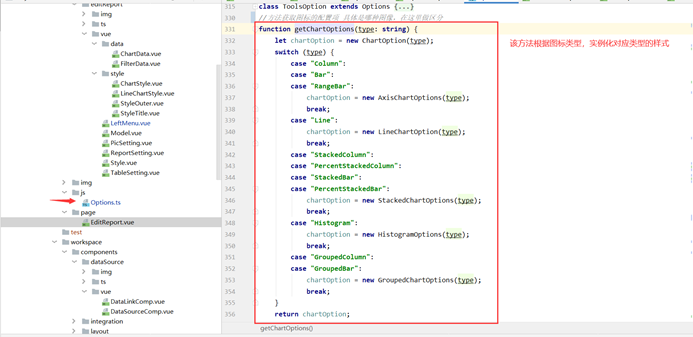 editReport
img
ts
vue
data
ChartData.vue
FilterData.vue
style
ChartStyle.vue
LineChartStyle.vue
StyleOuter.vue
StyleTitle.vue
LeftMenu.vue
Model.vue
PicSetting.vue
ReportSetting.vue
Style.vue
TableSetting.vue
img
js
Options.ts
page
EditReport.vue
test
workspace
components
dataSource
img
ts
vue
DataLinkComp.vue
DataSourceComp.vue
integration
layout
315 class ToolsOption extends Options {...}
330 //方法获取图标的配置项 具体是哪种图像，在这里做区分
331 function getChartOptions(type: string) {
332 let chartOption = new ChartOption(type);
333 switch (type) {
334 case "Column":
335 case "Bar":
336 case "RangeBar":
337 chartOption = new AxisChartOptions(type);
338 break;
339 case "Line":
340 chartOption = new LineChartOption(type);
341 break;
342 case "StackedColumn":
343 case "PercentStackedColumn":
344 case "StackedBar":
345 case "PercentStackedBar":
346 chartOption = new StackedChartOptions(type);
347 break;
348 case "Histogram":
349 chartOption = new HistogramOptions(type);
350 break;
351 case "GroupedColumn":
352 case "GroupedBar":
353 chartOption = new GroupedChartOptions(type);
354 break;
355 }
356 return chartOption;
getChartOptions()
该方法根据图标类型，实例化对应类型的样式